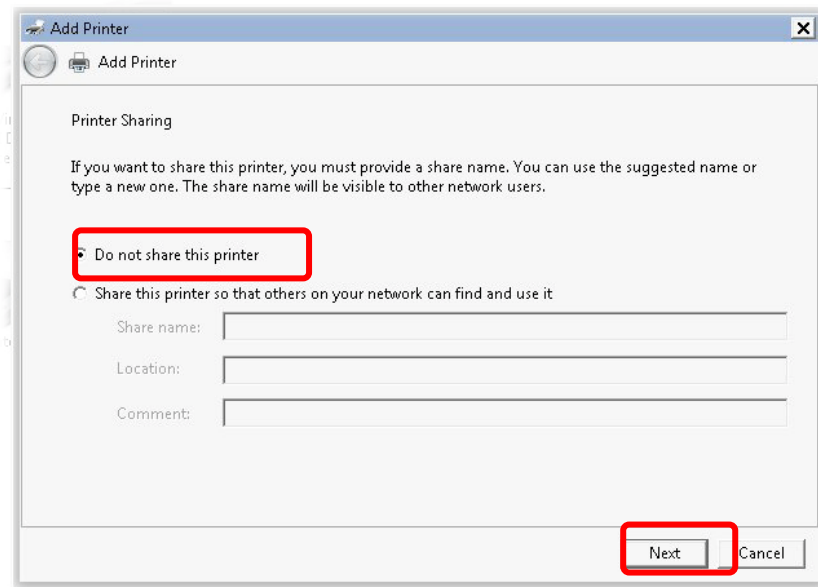 Add Printer
Add Printer
Printer Sharing
If you want to share this printer, you must provide a share name. You can use the suggested name or
type a new one. The share name will be visible to other network users.
Do not share this printer
Share this printer so that others on your network can find and use it
Share name:
Location:
Comment:
Next Cancel